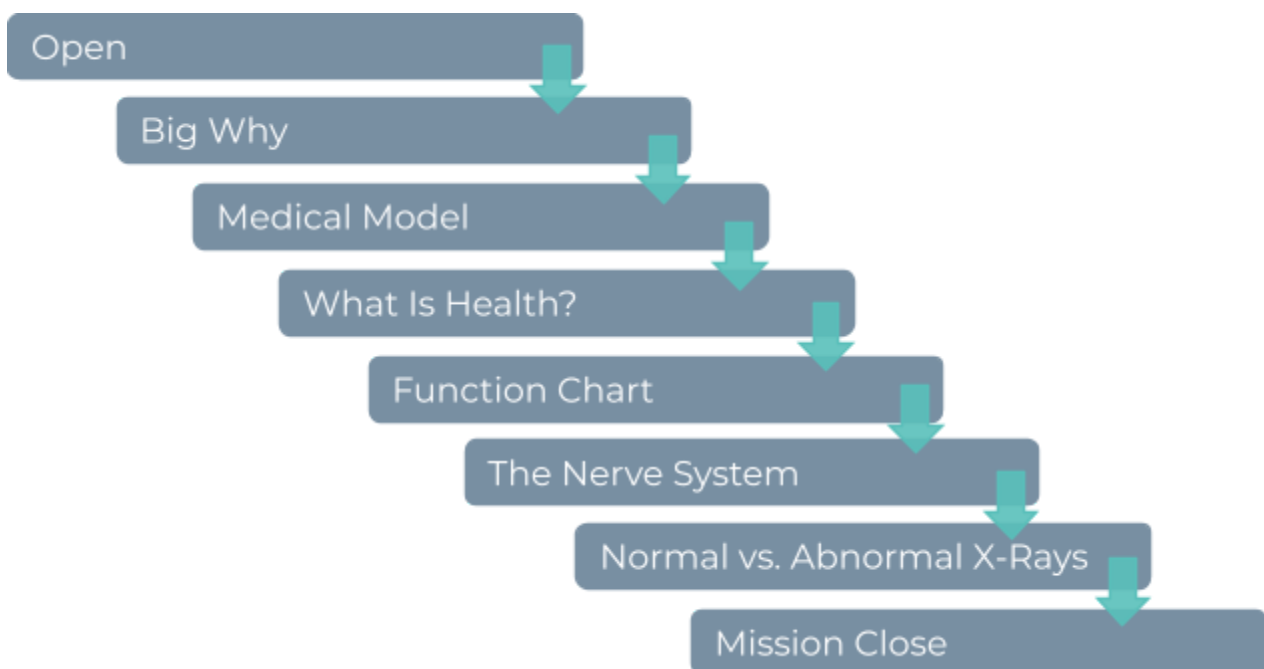 Open
Big Why
Medical Model
What Is Health?
Function Chart
The Nerve System
Normal vs. Abnormal X-Rays
Mission Close